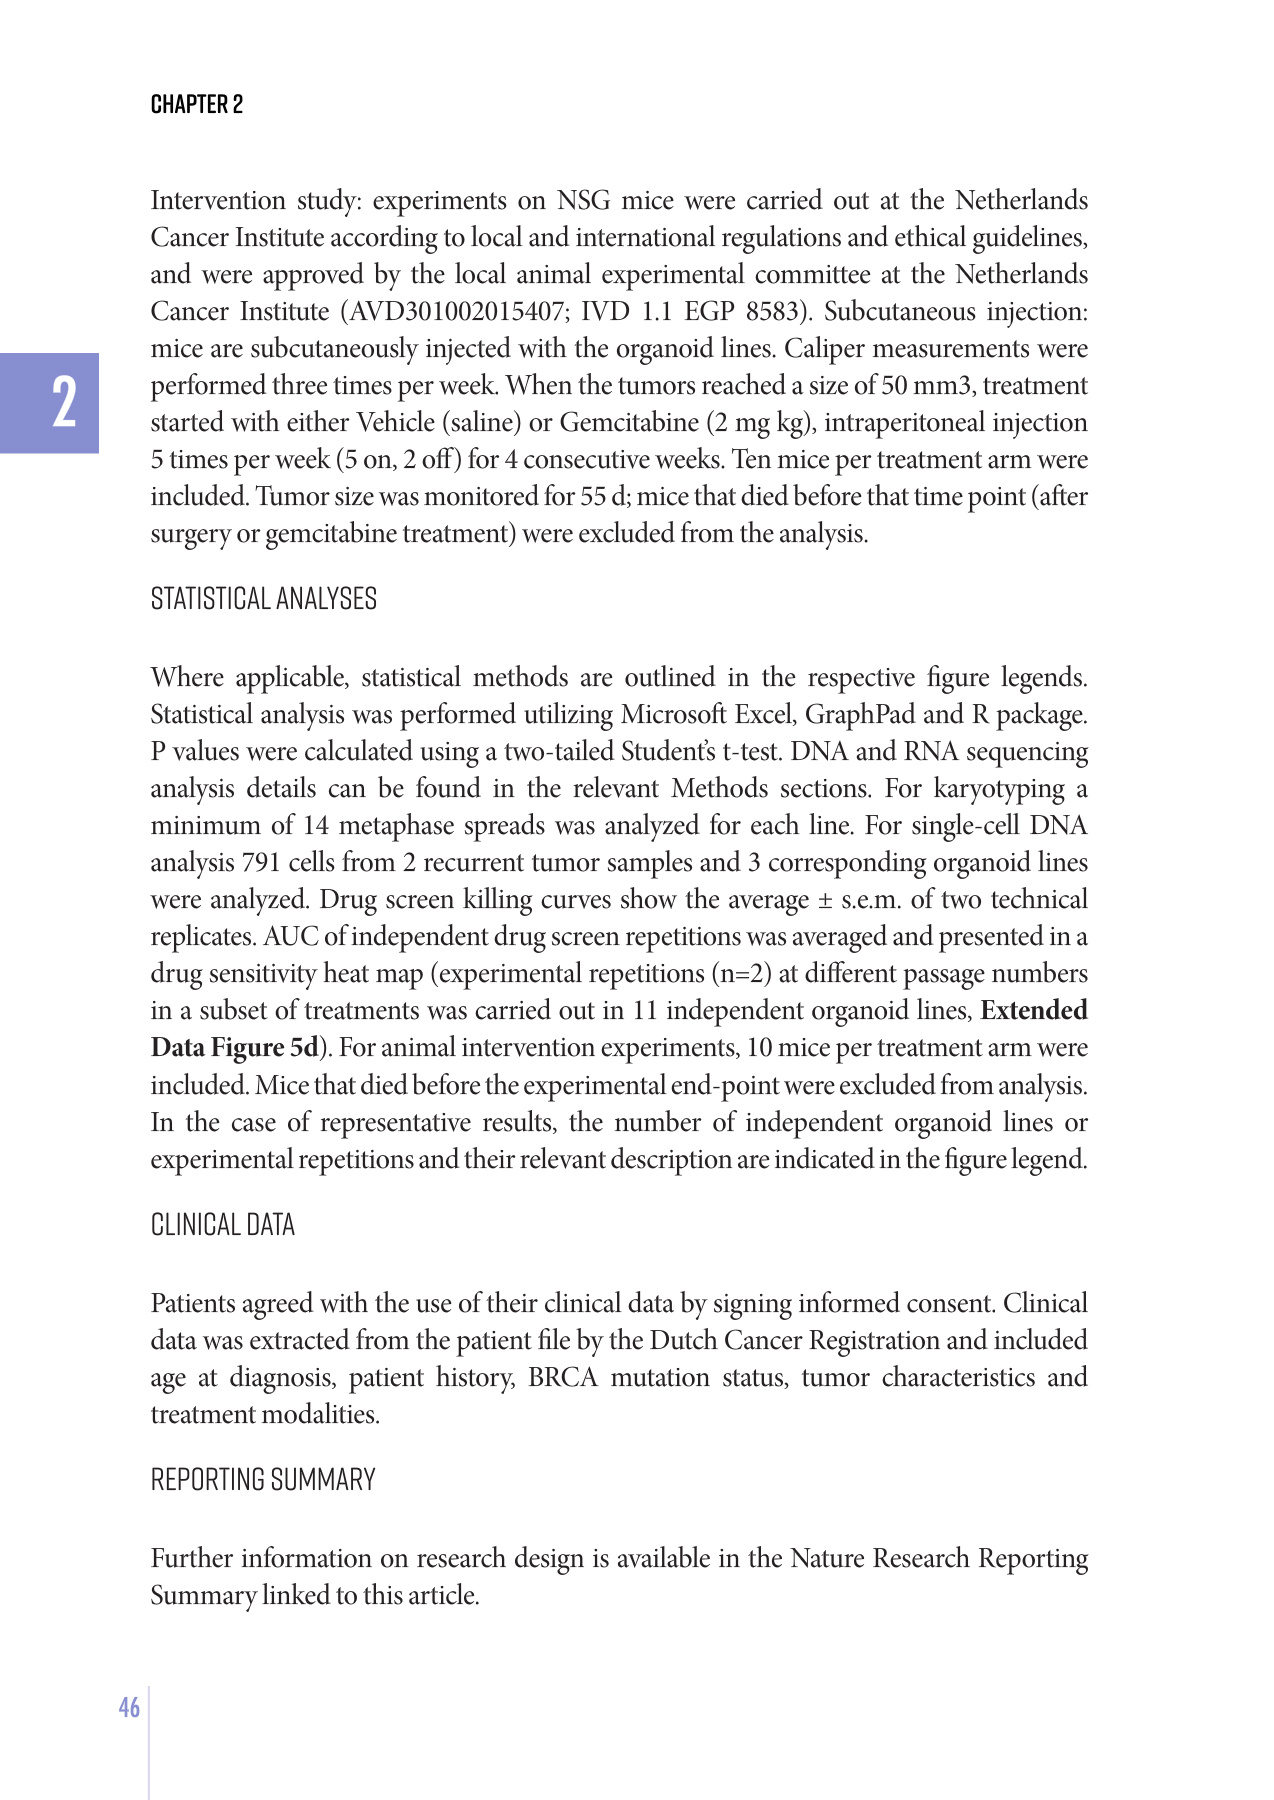 CHAPTER 2
Intervention study: experiments on NSG mice were carried out at the Netherlands
Cancer Institute according to local and international regulations and ethical guidelines,
and were approved by the local animal experimental committee at the Netherlands
Cancer Institute (AVD301002015407; IVD 1.1 EGP 8583). Subcutaneous injection:
mice are subcutaneously injected with the organoid lines. Caliper measurements were
performed three times per week. When the tumors reached a size of 50 mm3, treatment
started with either Vehicle (saline) or Gemcitabine (2 mg kg), intraperitoneal injection
5 times per week (5 on, 2 off) for 4 consecutive weeks. Ten mice per treatment arm were
included. Tumor size was monitored for 55 d; mice that died before that time point (after
surgery or gemcitabine treatment) were excluded from the analysis.
2
STATISTICAL ANALYSES
Where applicable, statistical methods are outlined in the respective figure legends.
Statistical analysis was performed utilizing Microsoft Excel, GraphPad and R package.
P values were calculated using a two-tailed Student's t-test. DNA and RNA sequencing
analysis details can be found in the relevant Methods sections. For karyotyping a
minimum of 14 metaphase spreads was analyzed for each line. For single-cell DNA
analysis 791 cells from 2 recurrent tumor samples and 3 corresponding organoid lines
were analyzed. Drug screen killing curves show the average ± s.e.m. of two technical
replicates. AUC of independent drug screen repetitions was averaged and presented in a
drug sensitivity heat map (experimental repetitions (n=2) at different passage numbers
in a subset of treatments was carried out in 11 independent organoid lines, Extended
Data Figure 5d). For animal intervention experiments, 10 mice per treatment arm were
included. Mice that died before the experimental end-point were excluded from analysis.
In the case of representative results, the number of independent organoid lines or
experimental repetitions and their relevant description are indicated in the figure legend.
CLINICAL DATA
Patients agreed with the use of their clinical data by signing informed consent. Clinical
data was extracted from the patient file by the Dutch Cancer Registration and included
age at diagnosis, patient history, BRCA mutation status, tumor characteristics and
treatment modalities.
REPORTING SUMMARY
Further information on research design is available in the Nature Research Reporting
Summary linked to this article.
46